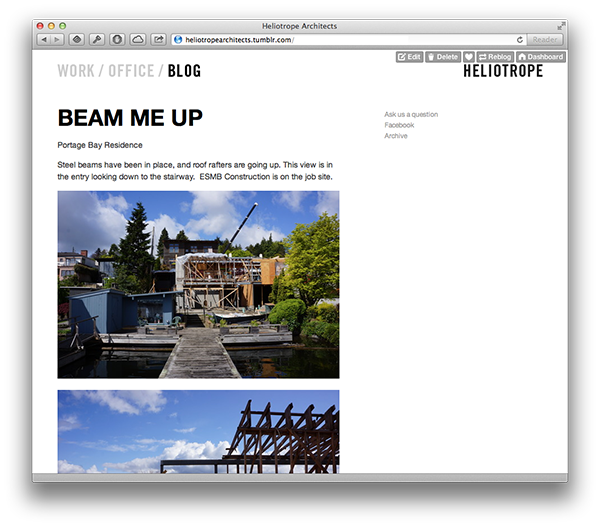 Heliotrope Architects
heliotropearchitects.tumblr.com/
Reader
Edit Delete Reblog Dashboard
WORK / OFFICE / BLOG
HELIOTROPE
BEAM ME UP
Ask us a question
Facebook
Archive
Portage Bay Residence
Steel beams have been in place, and roof rafters are going up. This view is in
the entry looking down to the stairway. ESMB Construction is on the job site.